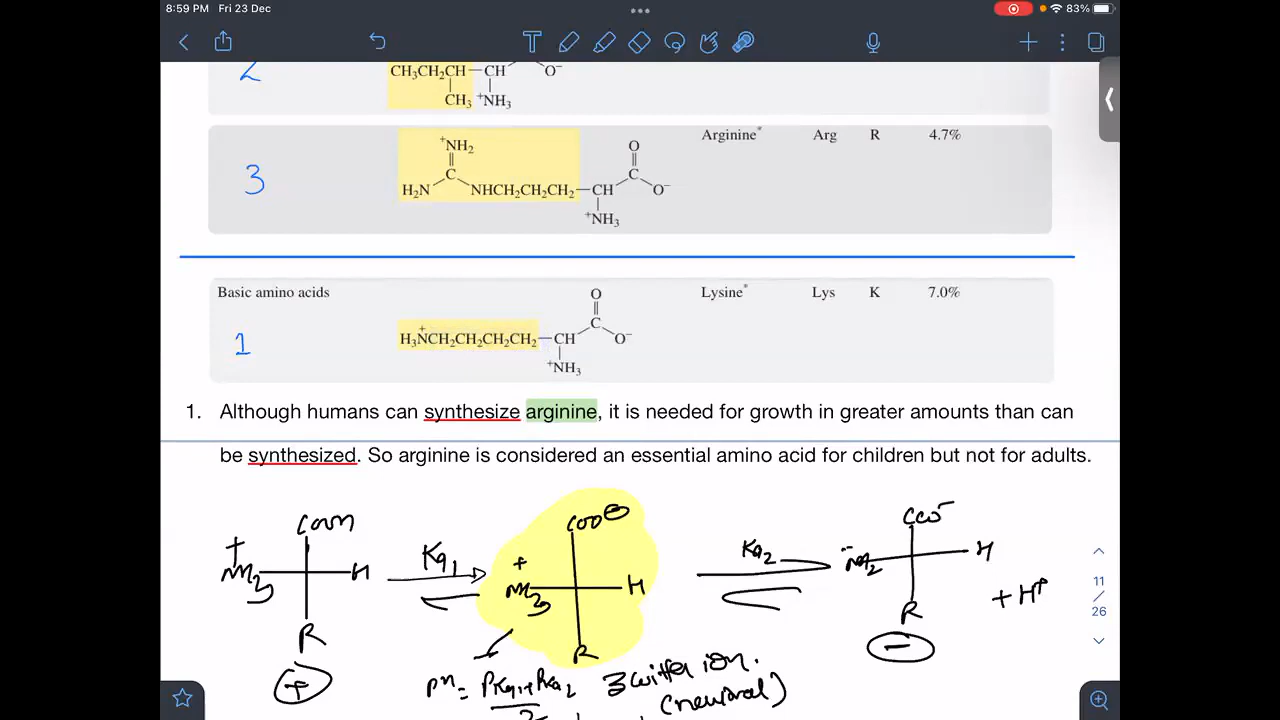 8:59 PM Fri 23 Dec
83%
2
CH₃CH₂CH—CH
O⁻
CH₃ ⁺NH₃
3
⁺NH₂
C
H₂N NHCH₂CH₂CH₂—CH
O
C
O⁻
⁺NH₃
Arginine* Arg R 4.7%
Basic amino acids
1
H₃N⁺CH₂CH₂CH₂CH₂—CH
O
C
O⁻
⁺NH₃
Lysine* Lys K 7.0%
1. Although humans can synthesize arginine, it is needed for growth in greater amounts than can
be synthesized. So arginine is considered an essential amino acid for children but not for adults.
COOH
+
NH₃ H
R
+
Ka₁
COO⊖
+
NH₃ H
R
Ka₂
COO⁻
NH₂ H
R
−
+ H⁺
pH = pKa₁+pKa₂
2
Zwitter ion.
(neutral)
11
/
26